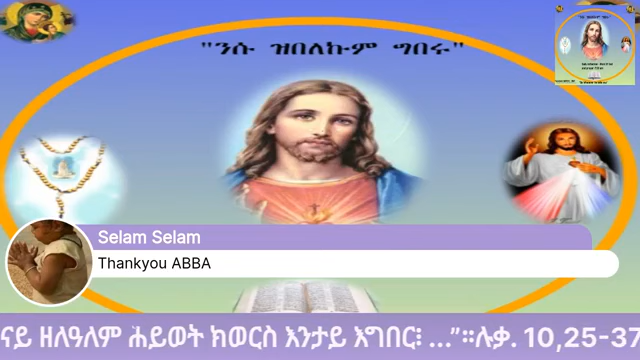 "ንሱ ዝበለኩም ግበሩ"
Selam Selam
Thankyou ABBA
ናይ ዘለዓለም ሕይወት ክወርስ እንታይ እግበር፧ ...”።ሉቃ. 10,25-37